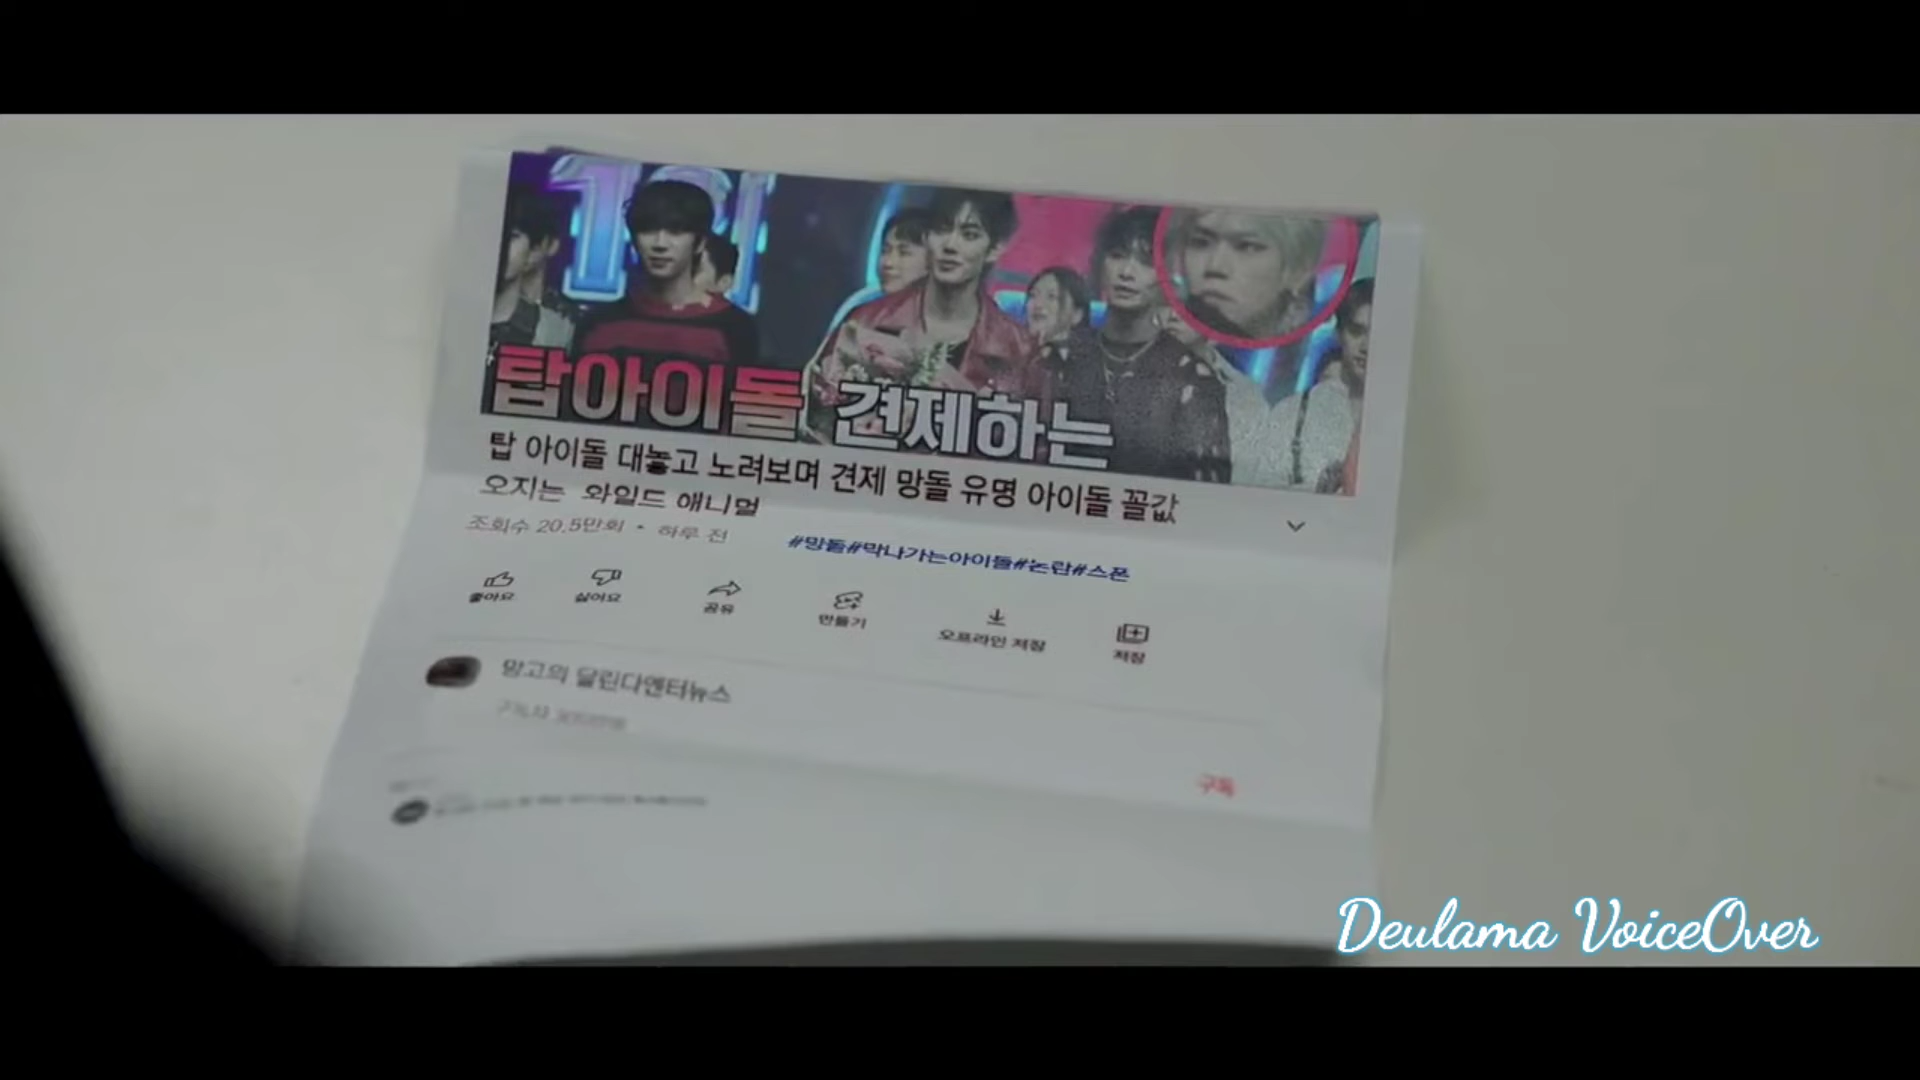 탑아이돌 견제하는
탑 아이돌 대놓고 노려보며 견제 망돌 유명 아이돌 꼴값
오지는 와일드 애니멀
조회수 20.5만회 • 하루 전
#망돌#막나가는아이돌#논란#스폰
좋아요 싫어요 공유 만들기 오프라인 저장 저장
망고의 달린다엔터뉴스
구독
Deulama VoiceOver